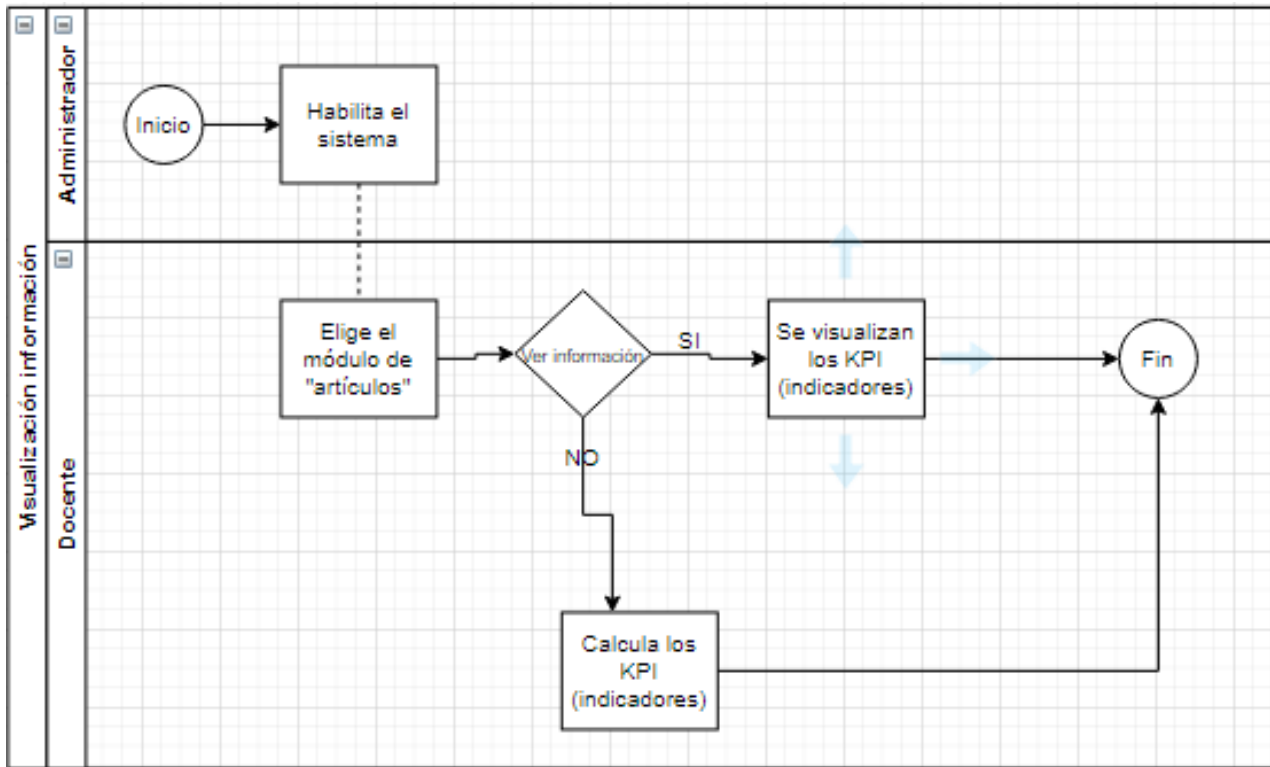 Visualización información
Administrador
Inicio
Habilita el
sistema
Docente
Elige el
módulo de
"artículos"
Ver información
SI
Se visualizan
los KPI
(indicadores)
Fin
NO
Calcula los
KPI
(indicadores)